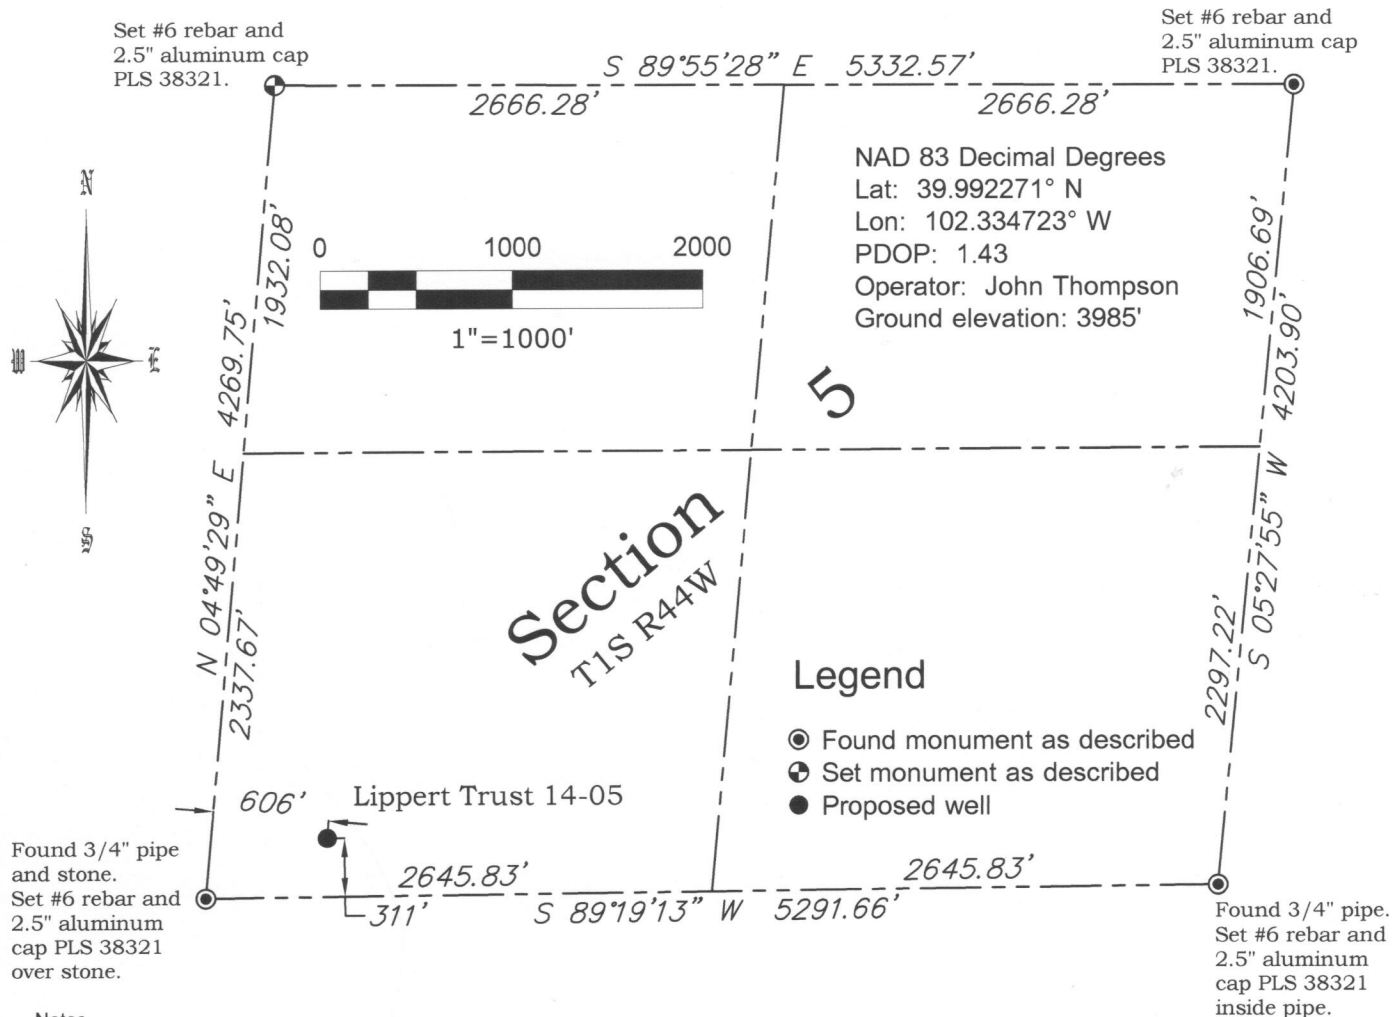 Set #6 rebar and
2.5" aluminum cap
PLS 38321.
Set #6 rebar and
2.5" aluminum cap
PLS 38321.
S 89°55'28" E 5332.57'
2666.28'
2666.28'
NAD 83 Decimal Degrees
Lat: 39.992271° N
Lon: 102.334723° W
PDOP: 1.43
Operator: John Thompson
Ground elevation: 3985'
N
W
E
S
0 1000 2000
1"=1000'
1932.08'
N 04°49'29" E 4269.75'
2337.67'
1906.69'
S 05°27'55" W 4203.90'
2297.22'
5
Section
T1S R44W
Legend
Found monument as described
Set monument as described
Proposed well
606'
Lippert Trust 14-05
Found 3/4" pipe
and stone.
Set #6 rebar and
2.5" aluminum
cap PLS 38321
over stone.
2645.83'
2645.83'
311'
S 89°19'13" W 5291.66'
Found 3/4" pipe.
Set #6 rebar and
2.5" aluminum
cap PLS 38321
inside pipe.
Notes